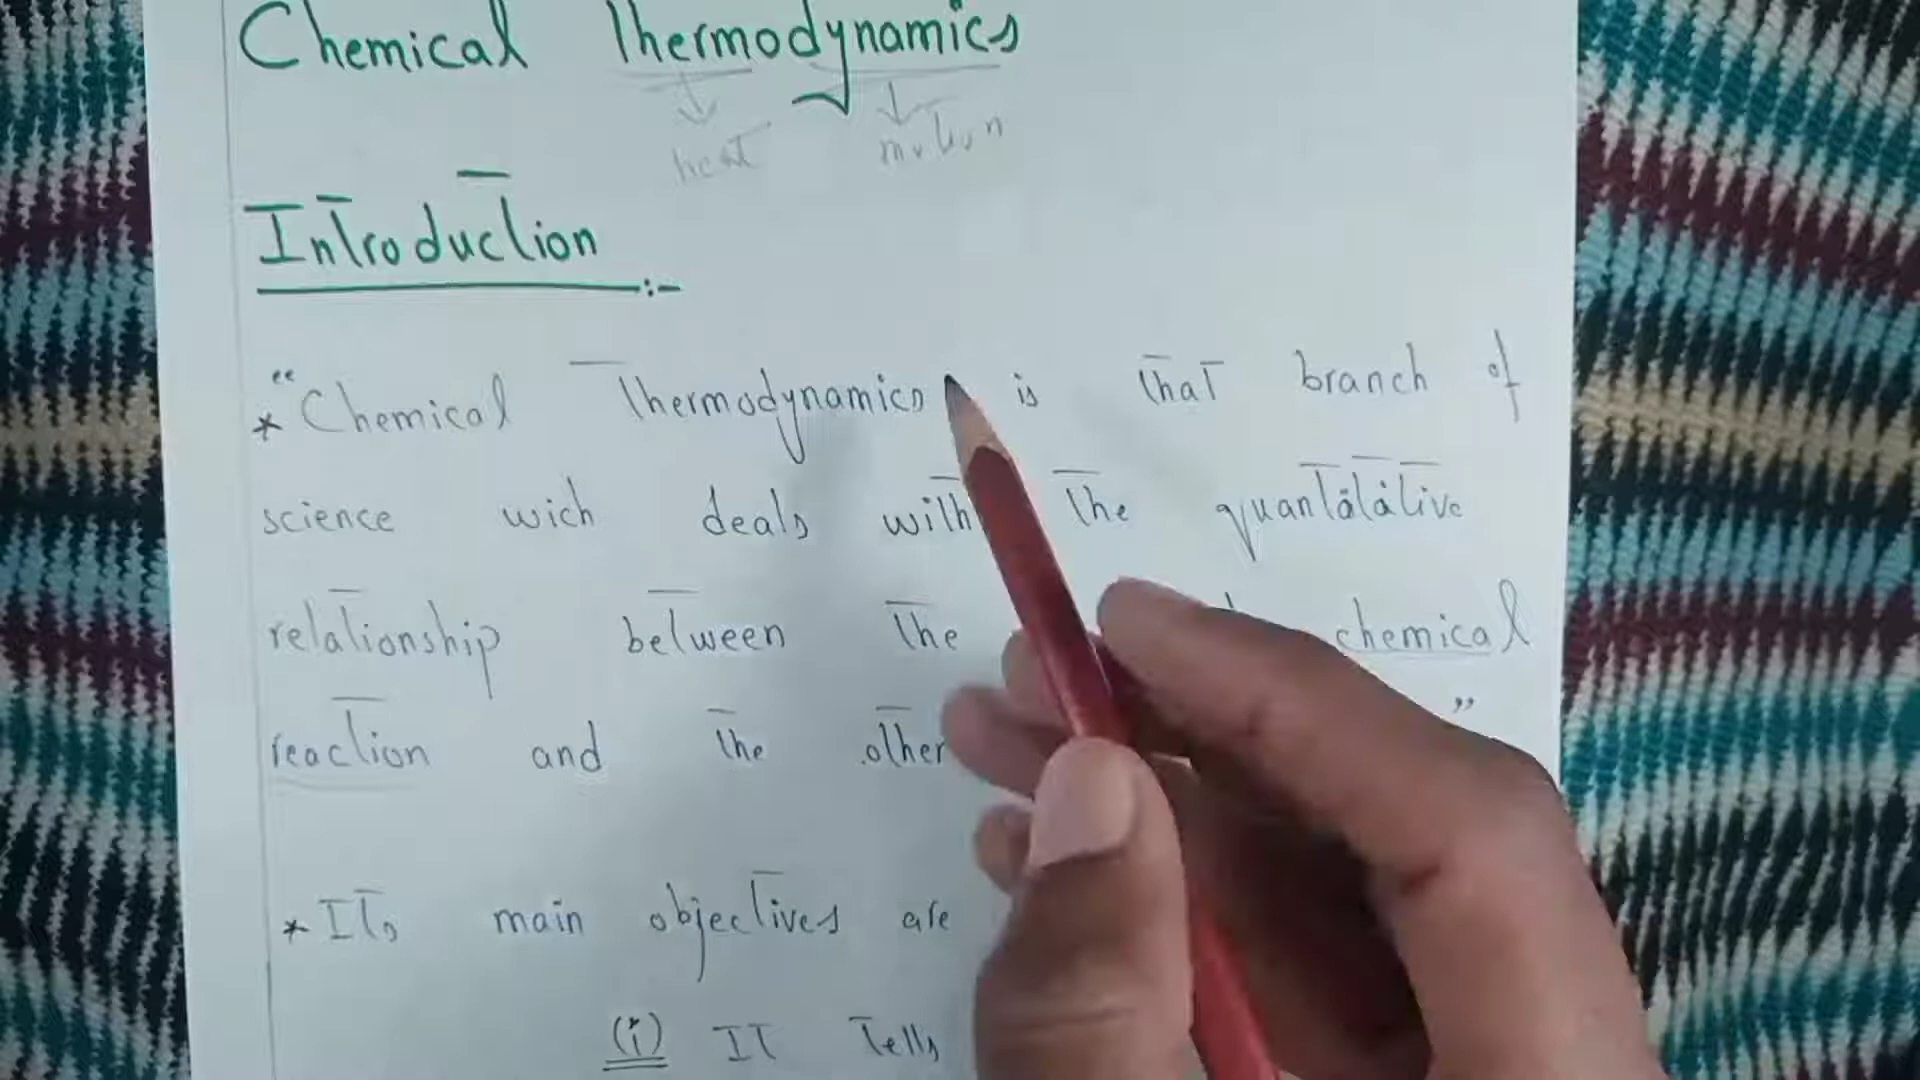 Chemical Thermodynamics
heat motion
Introduction :-
* “Chemical Thermodynamics is that branch of
science wich deals with the quantatative
relationship between the chemical
reaction and the other ”
* Its main objectives are
(i) It Tells